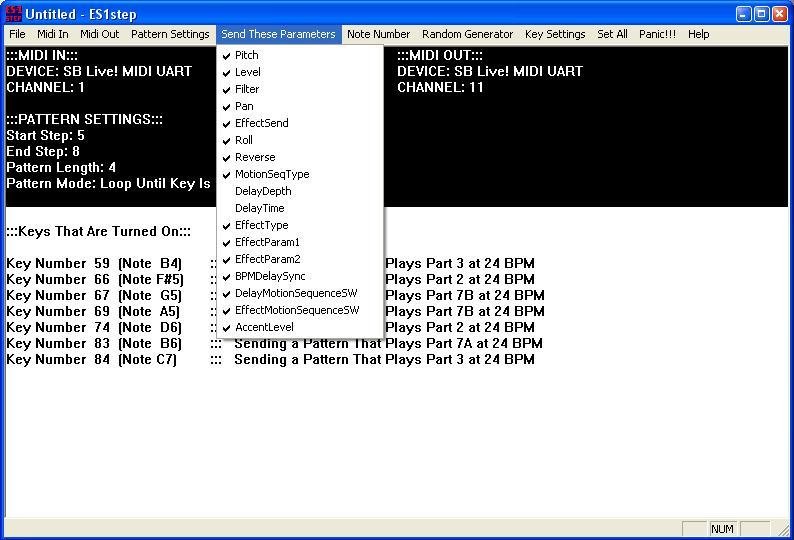 ES1 STEP Untitled - ES1step
File Midi In Midi Out Pattern Settings Send These Parameters Note Number Random Generator Key Settings Set All Panic!!! Help
:::MIDI IN:::
DEVICE: SB Live! MIDI UART
CHANNEL: 1
:::MIDI OUT:::
DEVICE: SB Live! MIDI UART
CHANNEL: 11
:::PATTERN SETTINGS:::
Start Step: 5
End Step: 8
Pattern Length: 4
Pattern Mode: Loop Until Key Is
Pitch
Level
Filter
Pan
EffectSend
Roll
Reverse
MotionSeqType
DelayDepth
DelayTime
EffectType
EffectParam1
EffectParam2
BPMDelaySync
DelayMotionSequenceSW
EffectMotionSequenceSW
AccentLevel
:::Keys That Are Turned On:::
Key Number 59 (Note B4) :: Plays Part 3 at 24 BPM
Key Number 66 (Note F#5) :: Plays Part 2 at 24 BPM
Key Number 67 (Note G5) :: Plays Part 7B at 24 BPM
Key Number 69 (Note A5) :: Plays Part 7B at 24 BPM
Key Number 74 (Note D6) :: Plays Part 2 at 24 BPM
Key Number 83 (Note B6) ::: Sending a Pattern That Plays Part 7A at 24 BPM
Key Number 84 (Note C7) ::: Sending a Pattern That Plays Part 3 at 24 BPM
NUM